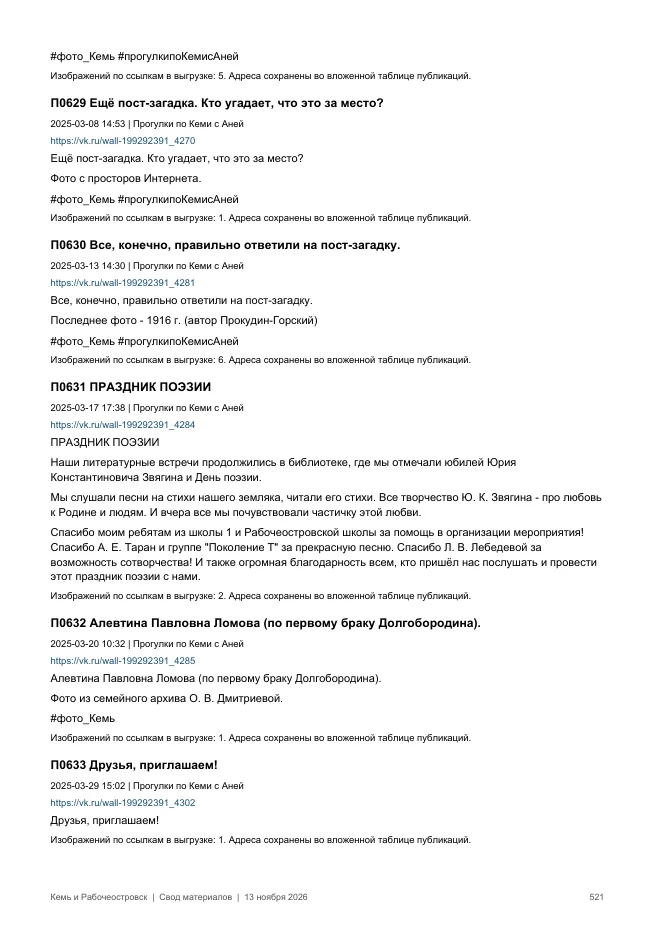 #фото_Кемь #прогулкипоКемисАней
Изображений по ссылкам в выгрузке: 5. Адреса сохранены во вложенной таблице публикаций.
П0629 Ещё пост-загадка. Кто угадает, что это за место?
2025-03-08 14:53 | Прогулки по Кеми с Аней
https://vk.ru/wall-199292391_4270
Ещё пост-загадка. Кто угадает, что это за место?
Фото с просторов Интернета.
#фото_Кемь #прогулкипоКемисАней
Изображений по ссылкам в выгрузке: 1. Адреса сохранены во вложенной таблице публикаций.
П0630 Все, конечно, правильно ответили на пост-загадку.
2025-03-13 14:30 | Прогулки по Кеми с Аней
https://vk.ru/wall-199292391_4281
Все, конечно, правильно ответили на пост-загадку.
Последнее фото - 1916 г. (автор Прокудин-Горский)
#фото_Кемь #прогулкипоКемисАней
Изображений по ссылкам в выгрузке: 6. Адреса сохранены во вложенной таблице публикаций.
П0631 ПРАЗДНИК ПОЭЗИИ
2025-03-17 17:38 | Прогулки по Кеми с Аней
https://vk.ru/wall-199292391_4284
ПРАЗДНИК ПОЭЗИИ
Наши литературные встречи продолжились в библиотеке, где мы отмечали юбилей Юрия
Константиновича Звягина и День поэзии.
Мы слушали песни на стихи нашего земляка, читали его стихи. Все творчество Ю. К. Звягина - про любовь
к Родине и людям. И вчера все мы почувствовали частичку этой любви.
Спасибо моим ребятам из школы 1 и Рабочеостровской школы за помощь в организации мероприятия!
Спасибо А. Е. Таран и группе "Поколение Т" за прекрасную песню. Спасибо Л. В. Лебедевой за
возможность сотворчества! И также огромная благодарность всем, кто пришёл нас послушать и провести
этот праздник поэзии с нами.
Изображений по ссылкам в выгрузке: 2. Адреса сохранены во вложенной таблице публикаций.
П0632 Алевтина Павловна Ломова (по первому браку Долгобородина).
2025-03-20 10:32 | Прогулки по Кеми с Аней
https://vk.ru/wall-199292391_4285
Алевтина Павловна Ломова (по первому браку Долгобородина).
Фото из семейного архива О. В. Дмитриевой.
#фото_Кемь
Изображений по ссылкам в выгрузке: 1. Адреса сохранены во вложенной таблице публикаций.
П0633 Друзья, приглашаем!
2025-03-29 15:02 | Прогулки по Кеми с Аней
https://vk.ru/wall-199292391_4302
Друзья, приглашаем!
Изображений по ссылкам в выгрузке: 1. Адреса сохранены во вложенной таблице публикаций.
Кемь и Рабочеостровск | Свод материалов | 13 ноября 2026
521